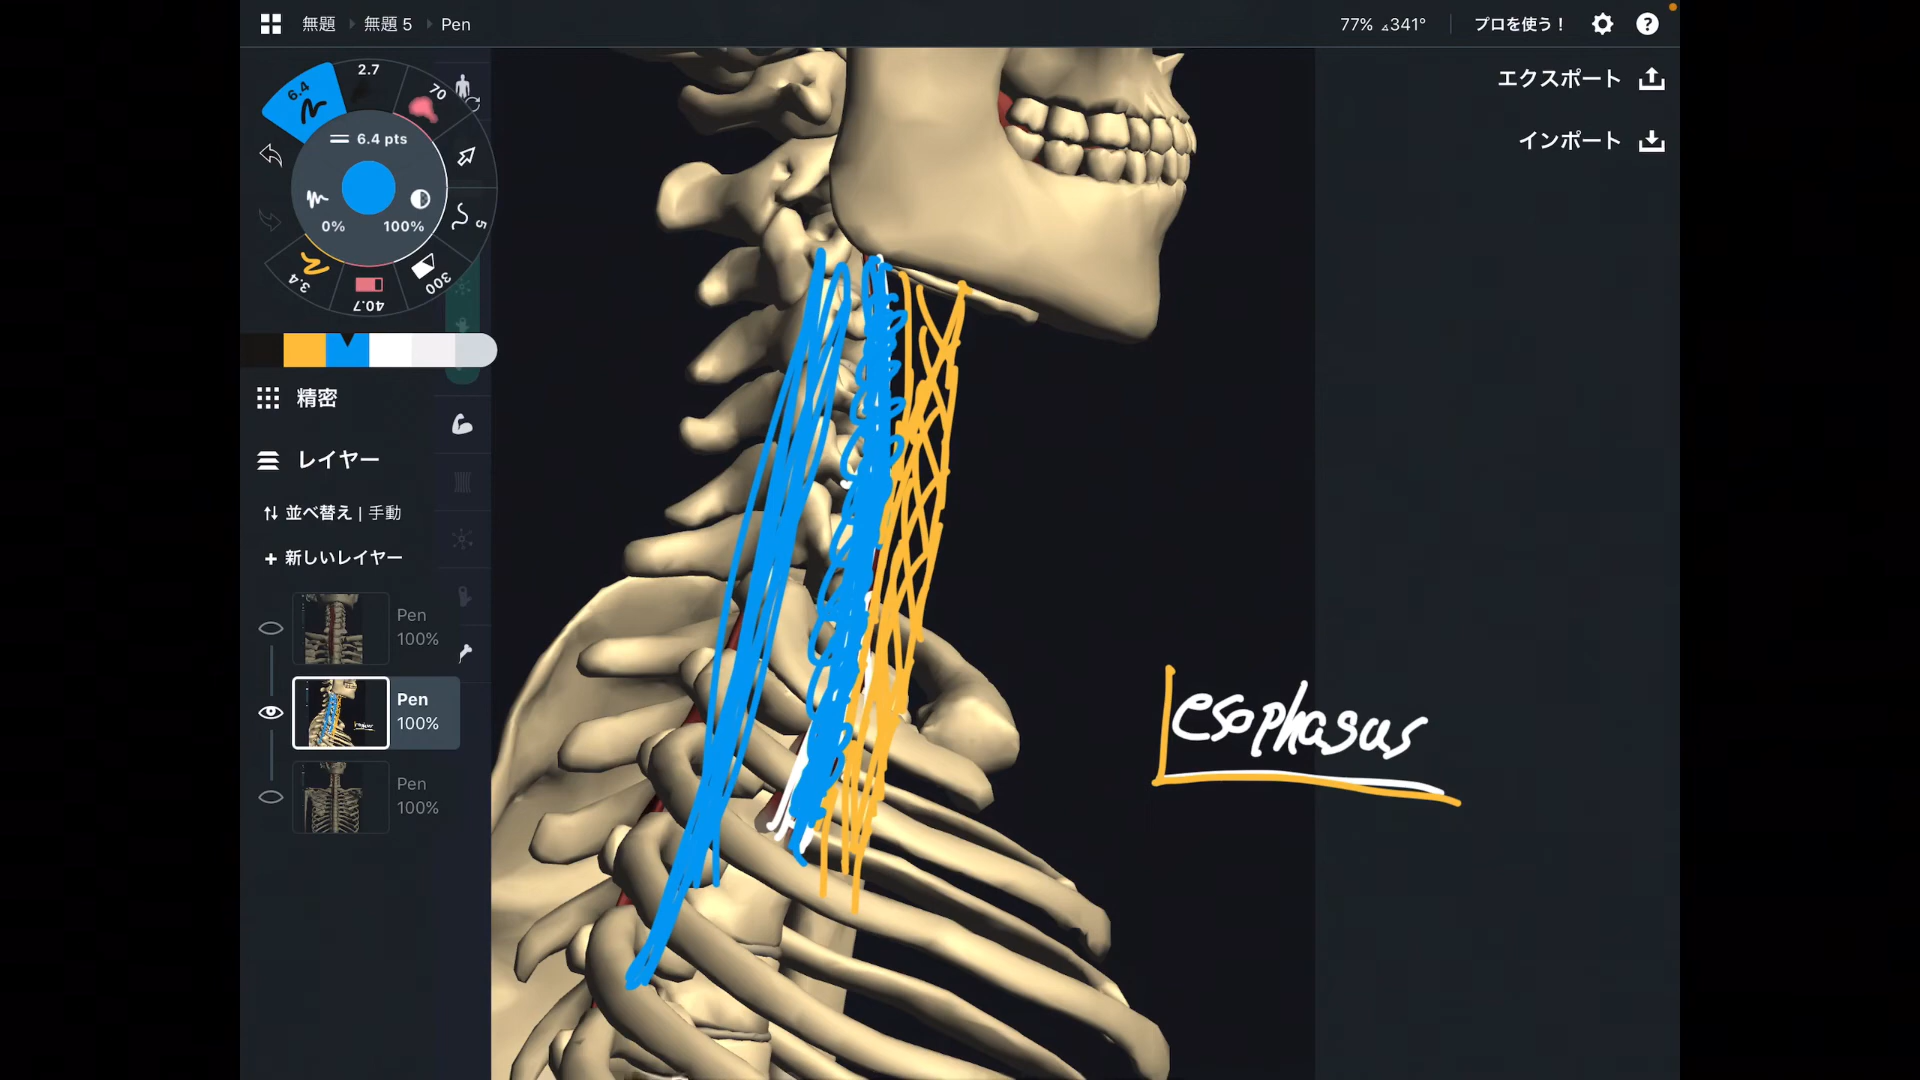 無題 無題 5 Pen
77% ⊿341° プロを使う!
エクスポート
インポート
6.4
2.7
70
6.4 pts
0% 100%
5
300
40.7
3.4
精密
レイヤー
並べ替え | 手動
+ 新しいレイヤー
Pen
100%
Pen
100%
Pen
100%
esophagus